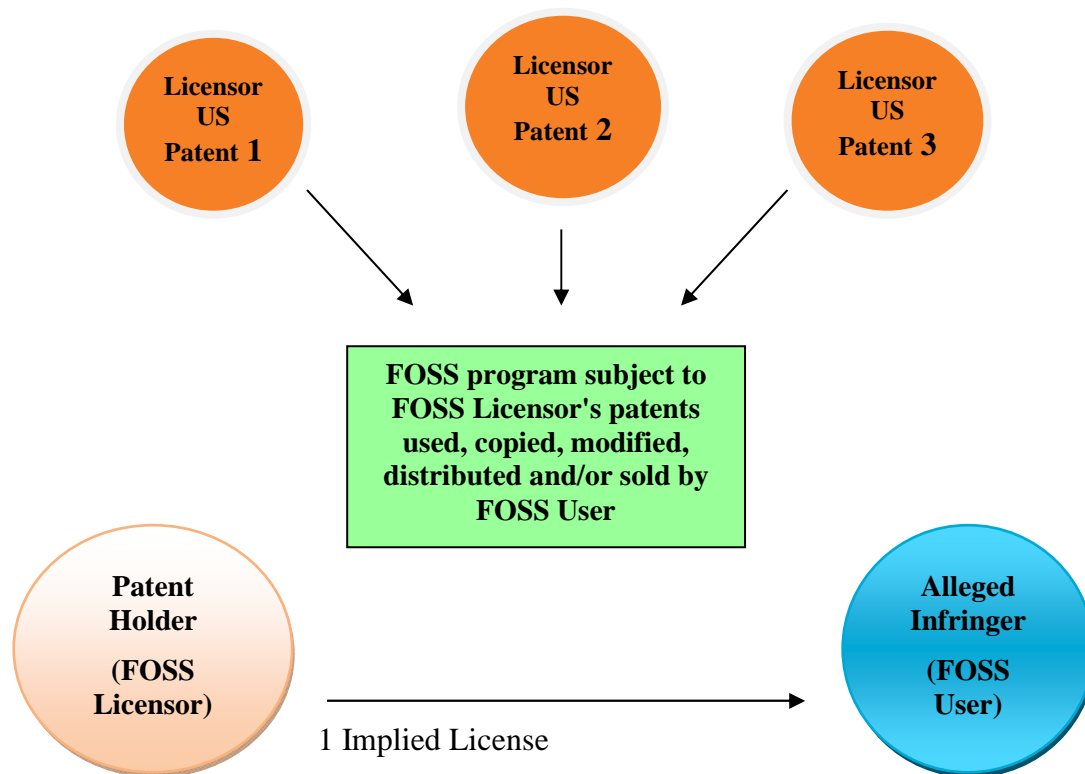 Licensor
US
Patent 1
Licensor
US
Patent 2
Licensor
US
Patent 3
FOSS program subject to
FOSS Licensor's patents
used, copied, modified,
distributed and/or sold by
FOSS User
Patent
Holder
(FOSS
Licensor)
Alleged
Infringer
(FOSS
User)
1 Implied License